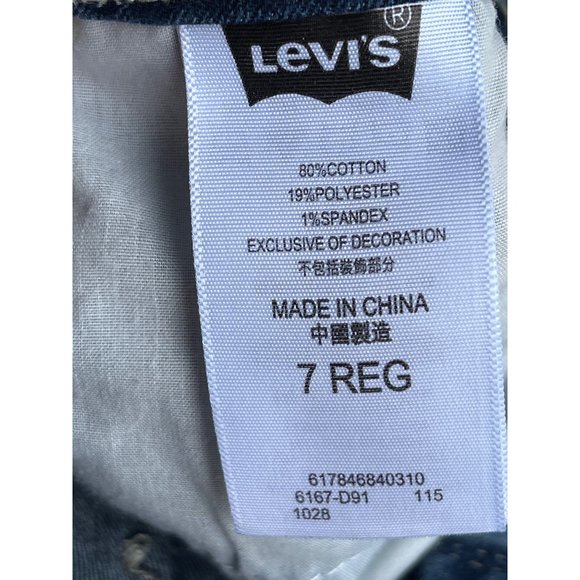 LEVI'S ®
80%COTTON
19%POLYESTER
1%SPANDEX
EXCLUSIVE OF DECORATION
不包括裝飾部分
MADE IN CHINA
中國製造
7 REG
617846840310
6167-D91 115
1028